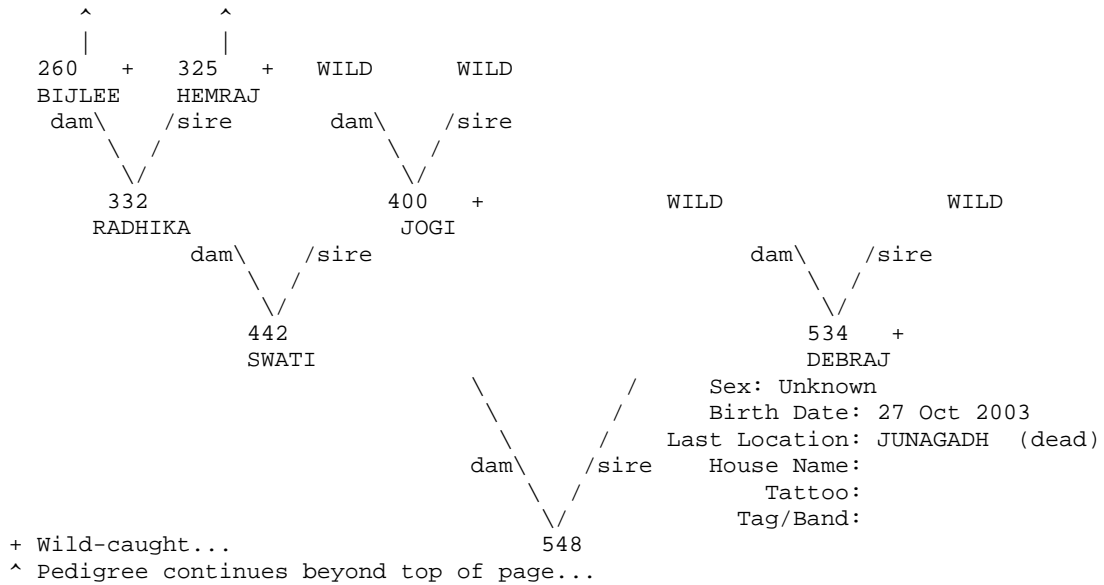 ^ ^
| |
260 + 325 + WILD WILD
BIJLEE HEMRAJ
dam\ /sire dam\ /sire
\ / \ /
\/ \/
332 400 + WILD WILD
RADHIKA JOGI
dam\ /sire dam\ /sire
\ / \ /
\/ \/
442 534 +
SWATI DEBRAJ
\ / Sex: Unknown
\ / Birth Date: 27 Oct 2003
\ / Last Location: JUNAGADH (dead)
dam\ /sire House Name:
\ / Tattoo:
\/ Tag/Band:
+ Wild-caught... 548
^ Pedigree continues beyond top of page...